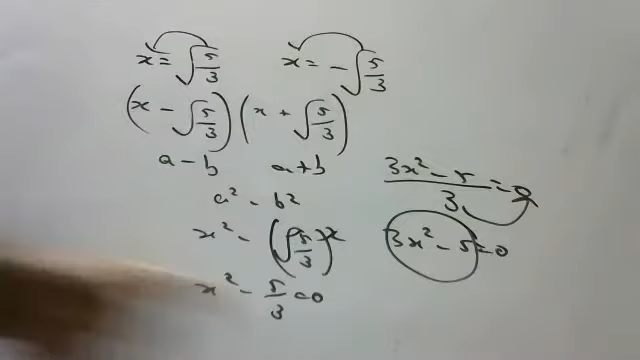 x = √5/3    x = -√5/3
(x - √5/3)(x + √5/3)
a - b    a + b
a² - b²
x² - (√5/3)²
x² - 5/3 = 0
3x² - 5/3 = 0
3x² - 5 = 0